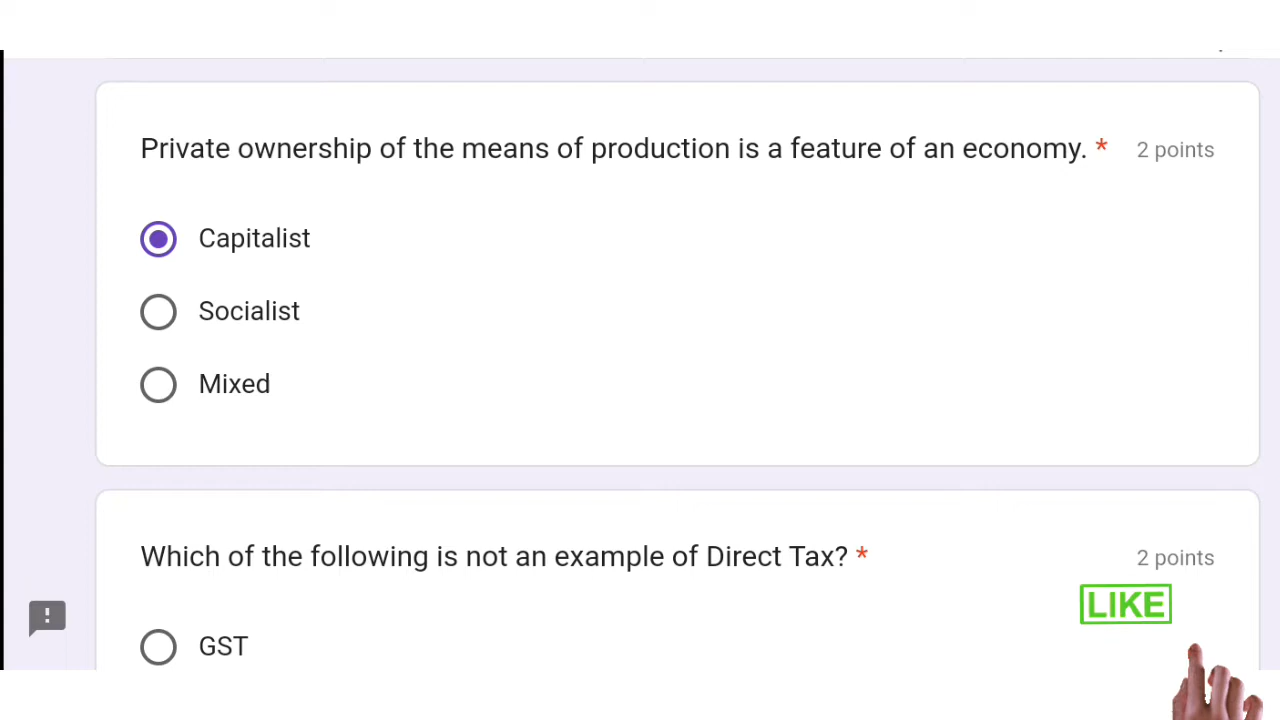 Private ownership of the means of production is a feature of an economy. * 2 points
Capitalist
Socialist
Mixed
Which of the following is not an example of Direct Tax? * 2 points
LIKE
GST